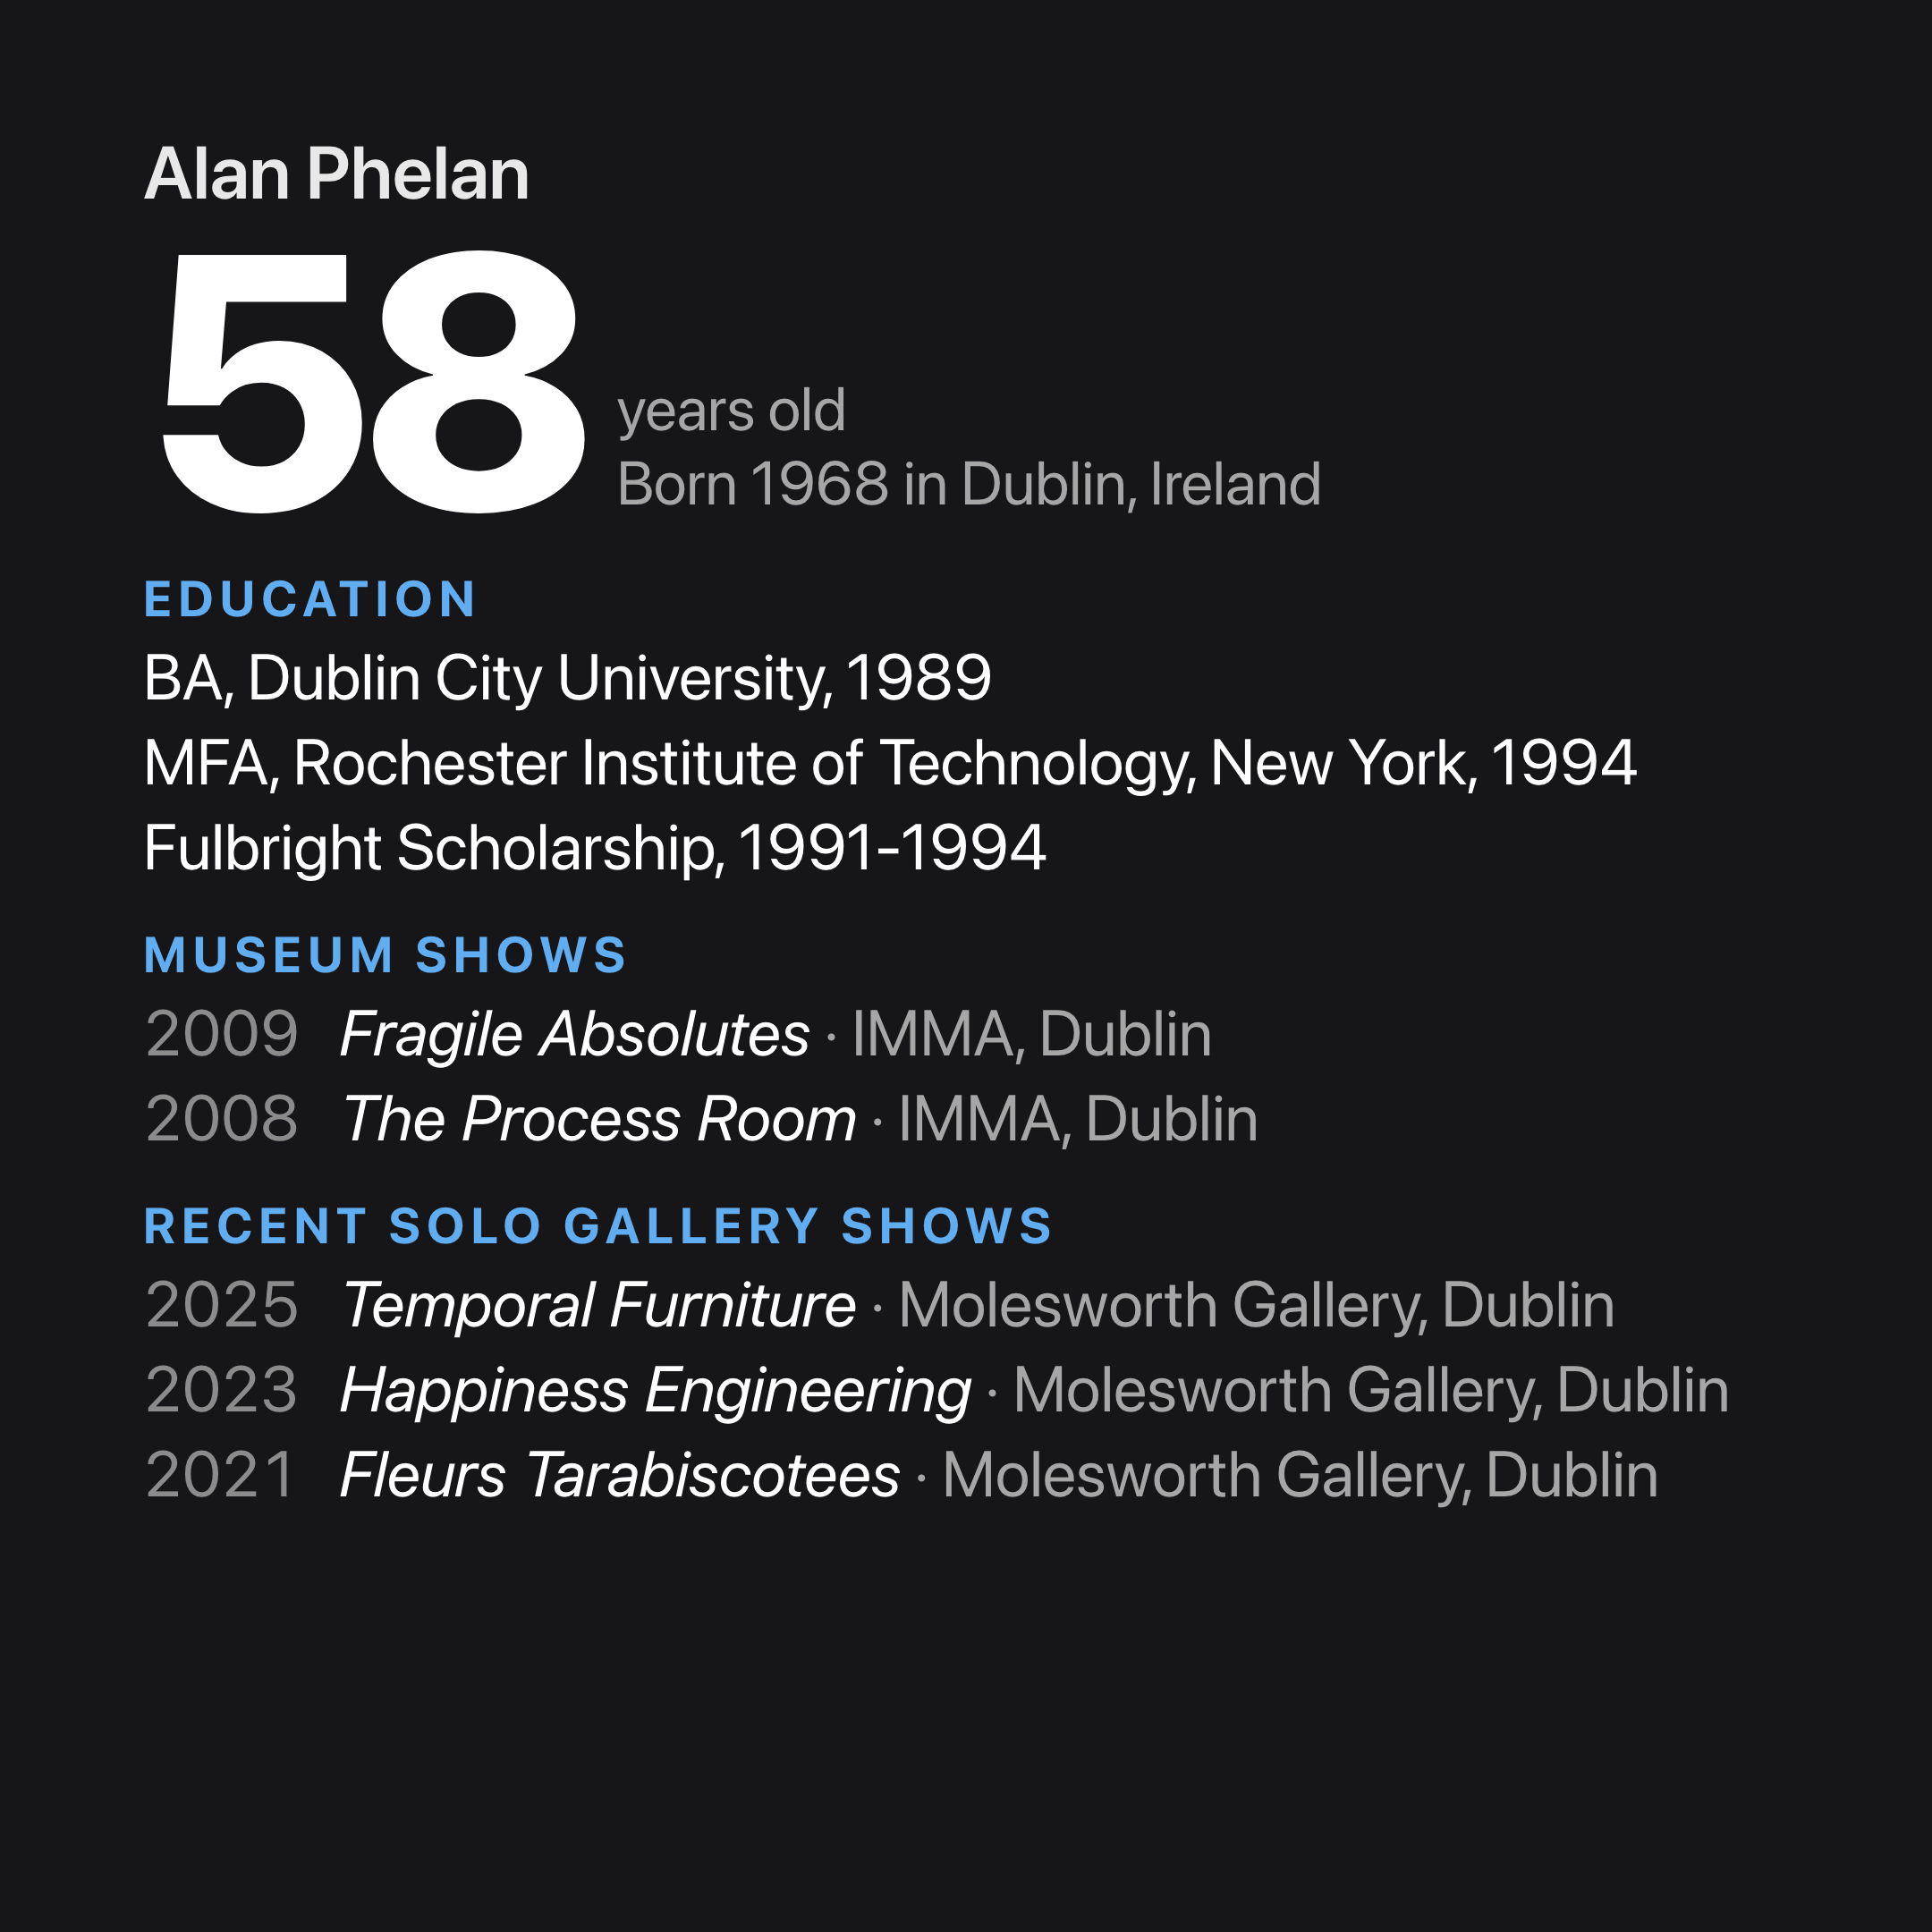 Alan Phelan
58 years old
Born 1968 in Dublin, Ireland
EDUCATION
BA, Dublin City University, 1989
MFA, Rochester Institute of Technology, New York, 1994
Fulbright Scholarship, 1991-1994
MUSEUM SHOWS
2009 Fragile Absolutes · IMMA, Dublin
2008 The Process Room · IMMA, Dublin
RECENT SOLO GALLERY SHOWS
2025 Temporal Furniture · Molesworth Gallery, Dublin
2023 Happiness Engineering · Molesworth Gallery, Dublin
2021 Fleurs Tarabiscotees · Molesworth Gallery, Dublin